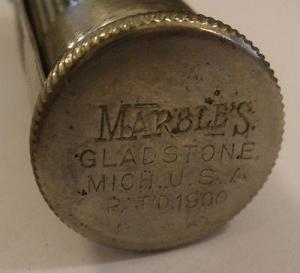 MARBLE'S.
GLADSTONE,
MICH. U.S.A.
PAT'D.1900